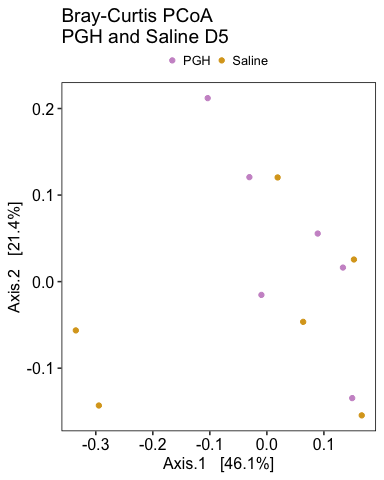 Bray-Curtis PCoA
PGH and Saline D5
PGH Saline
0.2
0.1
0.0
-0.1
Axis.2 [21.4%]
-0.3 -0.2 -0.1 0.0 0.1
Axis.1 [46.1%]